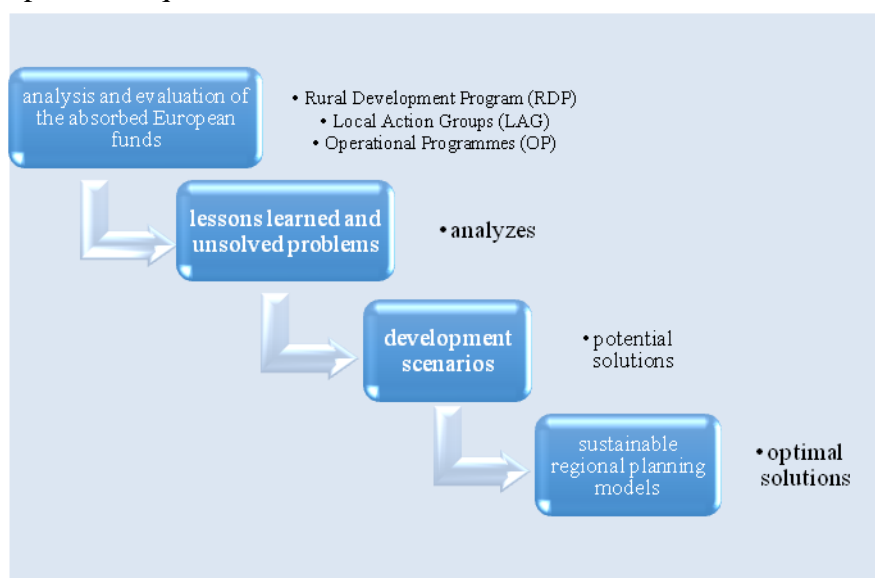 analysis and evaluation of
the absorbed European
funds
• Rural Development Program (RDP)
• Local Action Groups (LAG)
• Operational Programmes (OP)
lessons learned and
unsolved problems
• analyzes
development
scenarios
• potential
solutions
sustainable
regional planning
models
• optimal
solutions